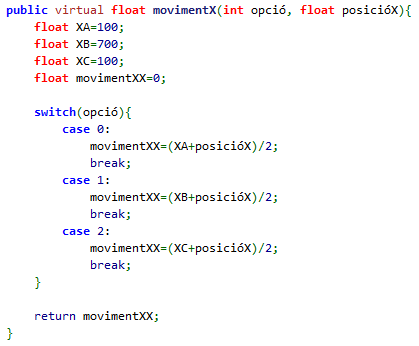 public virtual float movimentX(int opció, float posicióX){
    float XA=100;
    float XB=700;
    float XC=100;
    float movimentXX=0;

    switch(opció){
        case 0:
            movimentXX=(XA+posicióX)/2;
            break;
        case 1:
            movimentXX=(XB+posicióX)/2;
            break;
        case 2:
            movimentXX=(XC+posicióX)/2;
            break;
    }

    return movimentXX;
}